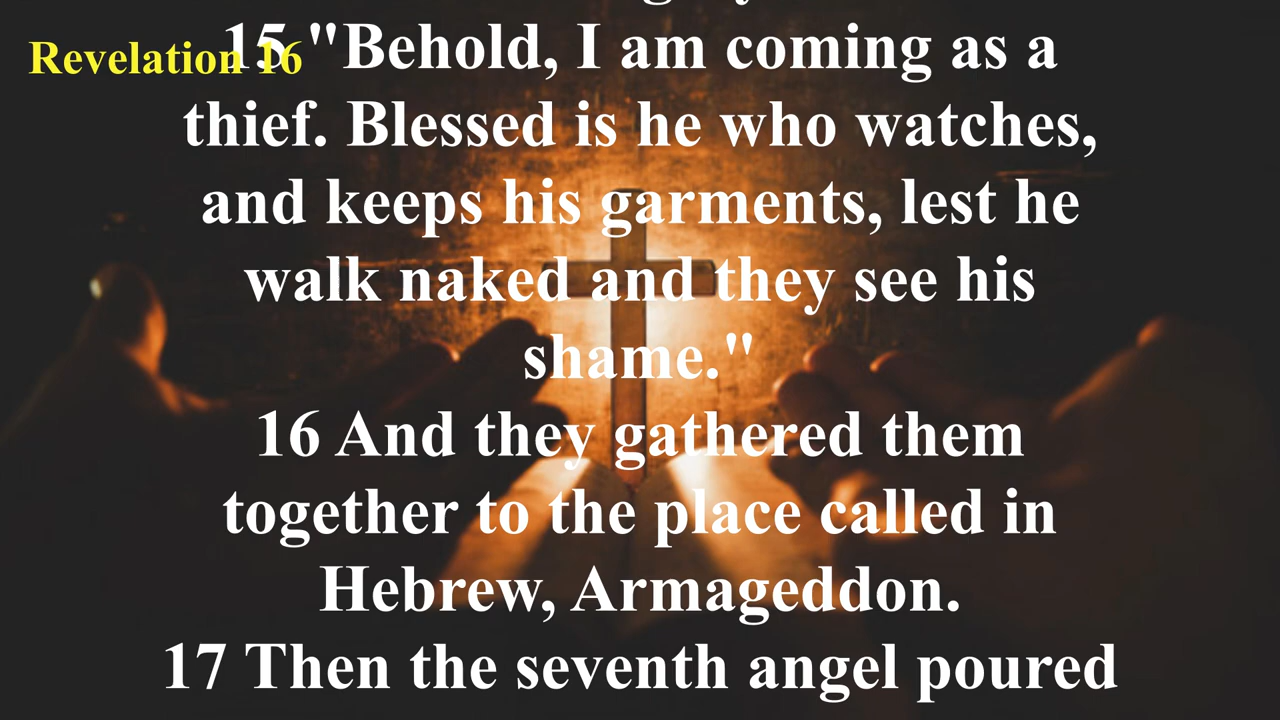 Revelation 16
15 "Behold, I am coming as a
thief. Blessed is he who watches,
and keeps his garments, lest he
walk naked and they see his
shame."
16 And they gathered them
together to the place called in
Hebrew, Armageddon.
17 Then the seventh angel poured